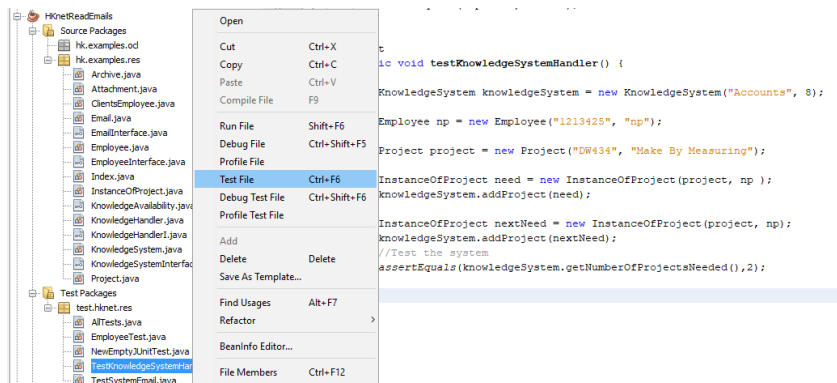 HKnetReadEmails
Source Packages
hk.examples.od
hk.examples.res
Archive.java
Attachment.java
ClientsEmployee.java
Email.java
EmailInterface.java
Employee.java
EmployeeInterface.java
Index.java
InstanceOfProject.java
KnowledgeAvailability.java
KnowledgeHandler.java
KnowledgeHandlerI.java
KnowledgeSystem.java
KnowledgeSystemInterfac
Project.java
Test Packages
test.hknet.res
AllTests.java
EmployeeTest.java
NewEmptyJUnitTest.java
TestKnowledgeSystemHar
TestSystemEmail.java
Open
Cut Ctrl+X
Copy Ctrl+C
Paste Ctrl+V
Compile File F9
Run File Shift+F6
Debug File Ctrl+Shift+F5
Profile File
Test File Ctrl+F6
Debug Test File Ctrl+Shift+F6
Profile Test File
Add
Delete Delete
Save As Template...
Find Usages Alt+F7
Refactor >
BeanInfo Editor...
File Members Ctrl+F12
t
ic void testKnowledgeSystemHandler() {
KnowledgeSystem knowledgeSystem = new KnowledgeSystem("Accounts", 8);
Employee np = new Employee("1213425", "np");
Project project = new Project("DW434", "Make By Measuring");
InstanceOfProject need = new InstanceOfProject(project, np );
knowledgeSystem.addProject(need);
InstanceOfProject nextNeed = new InstanceOfProject(project, np);
knowledgeSystem.addProject(nextNeed);
//Test the system
assertEquals(knowledgeSystem.getNumberOfProjectsNeeded(),2);